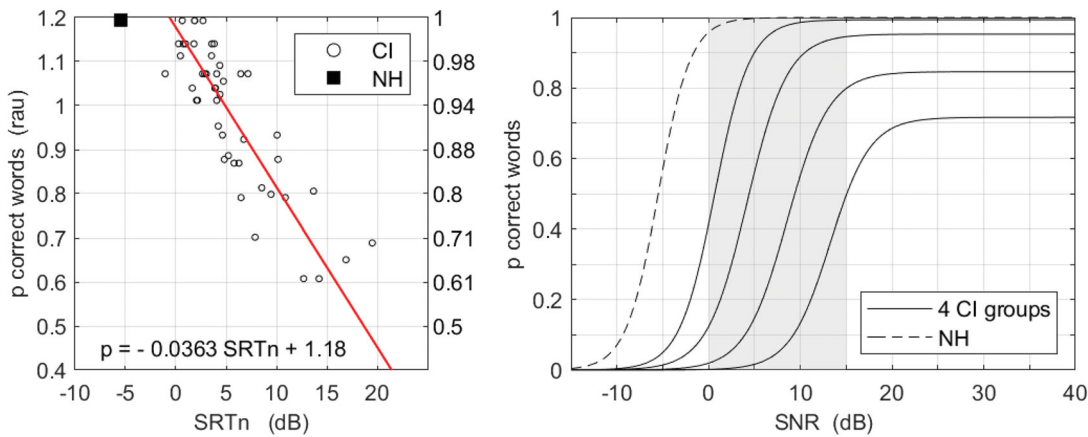 1.2
1.1
1
0.9
0.8
0.7
0.6
0.5
0.4
p correct words (rau)
1
0.98
0.94
0.88
0.8
0.71
0.61
0.5
CI
NH
p = - 0.0363 SRTn + 1.18
-10 -5 0 5 10 15 20
SRTn (dB)
1
0.8
0.6
0.4
0.2
0
p correct words
4 CI groups
NH
-10 0 10 20 30 40
SNR (dB)